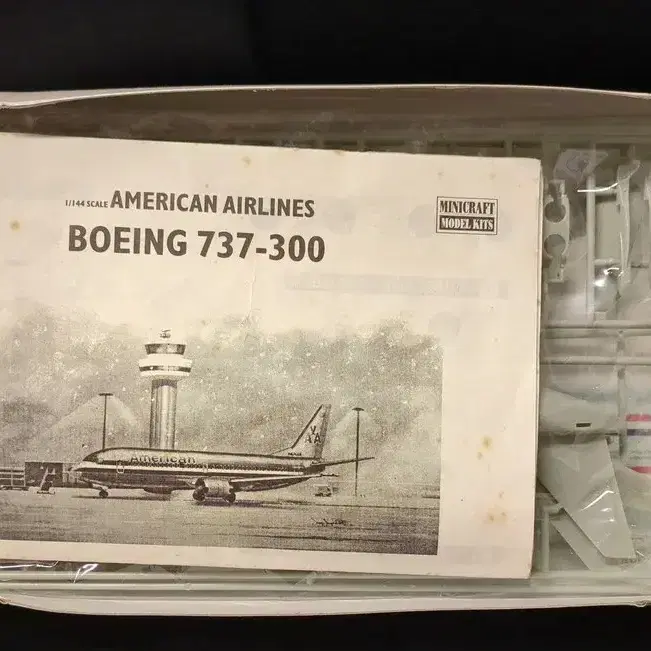 1/144 SCALE AMERICAN AIRLINES
BOEING 737-300
MINICRAFT
MODEL KITS
American
AA